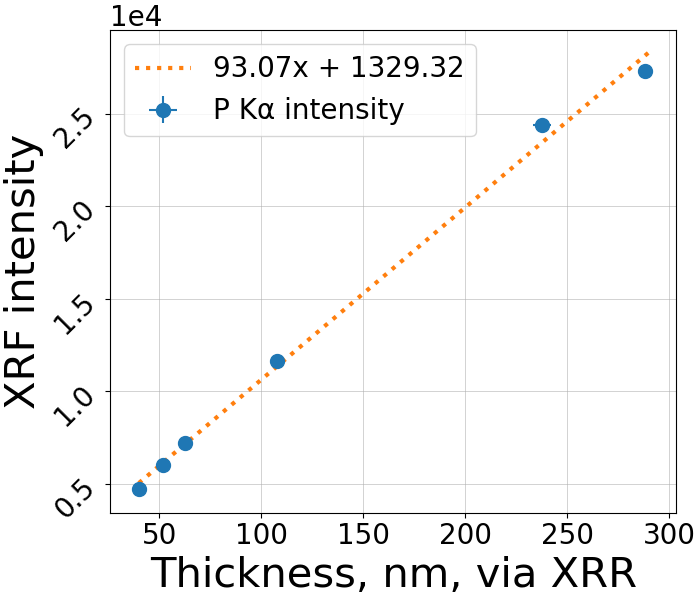 1e4
93.07x + 1329.32
P Kα intensity
XRF intensity
2.5
2.0
1.5
1.0
0.5
50 100 150 200 250 300
Thickness, nm, via XRR